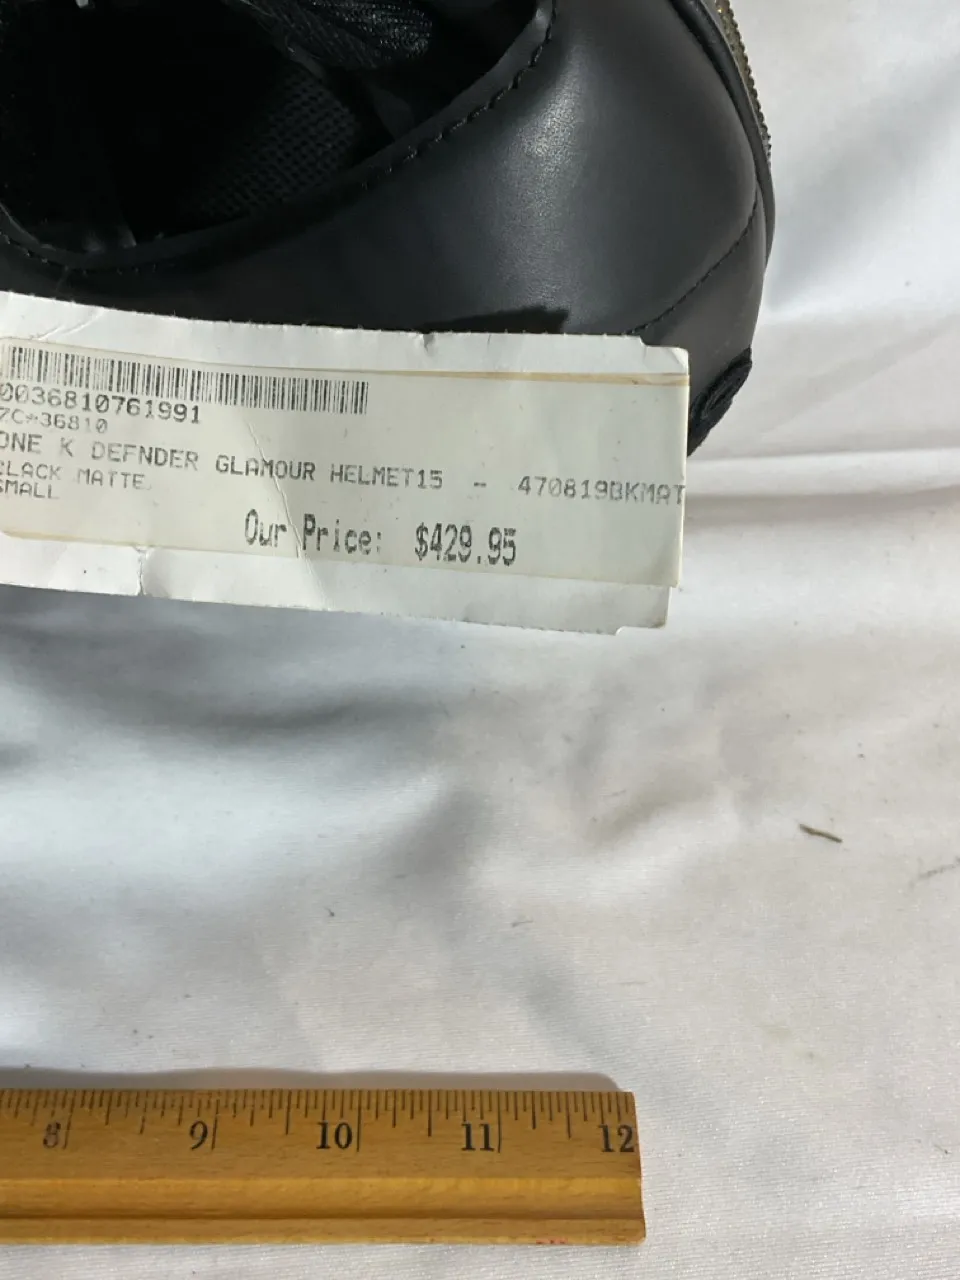 0036810761991
ZC*36810
ONE K DEFNDER GLAMOUR HELMET15 - 470819BKMAT
BLACK MATTE
SMALL
Our Price: $429.95
8 9 10 11 12